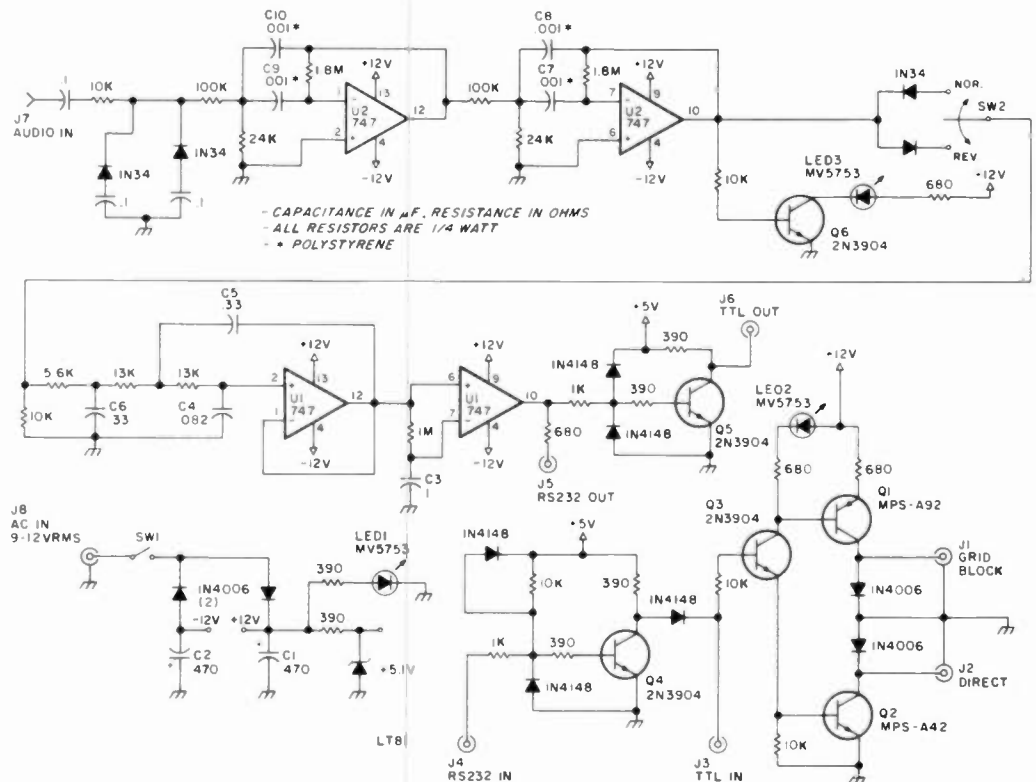 C10
.001*
C9
.001*
1.8M
+12V
.1
10K
100K
J7
AUDIO IN
1
2
13
4
12
U2
747
-12V
24K
1N34
1N34
.1
.1
C8
.001*
C7
.001*
1.8M
+12V
100K
7
6
9
4
10
U2
747
-12V
24K
1N34
NOR.
SW2
REV.
LED3
MV5753
-12V
680
10K
Q6
2N3904
- CAPACITANCE IN µF, RESISTANCE IN OHMS
- ALL RESISTORS ARE 1/4 WATT
- * POLYSTYRENE
C5
.33
5.6K
13K
13K
10K
C6
.33
C4
.082
+12V
2
1
13
4
12
U1
747
-12V
+12V
6
7
9
4
10
U1
747
-12V
1M
C3
.1
680
J5
RS232 OUT
1K
1N4148
1N4148
+5V
390
390
J6
TTL OUT
Q5
2N3904
LED2
MV5753
+12V
680
680
Q1
MPS-A92
Q3
2N3904
J1
GRID
BLOCK
1N4006
1N4006
J2
DIRECT
Q2
MPS-A42
10K
10K
J8
AC IN
9-12VRMS
SW1
1N4006
(2)
-12V
+12V
+
C2
470
+
C1
470
390
LED1
MV5753
390
+5.1V
LT81
1N4148
+5V
10K
390
1K
390
1N4148
1N4148
Q4
2N3904
J4
RS232 IN
J3
TTL IN